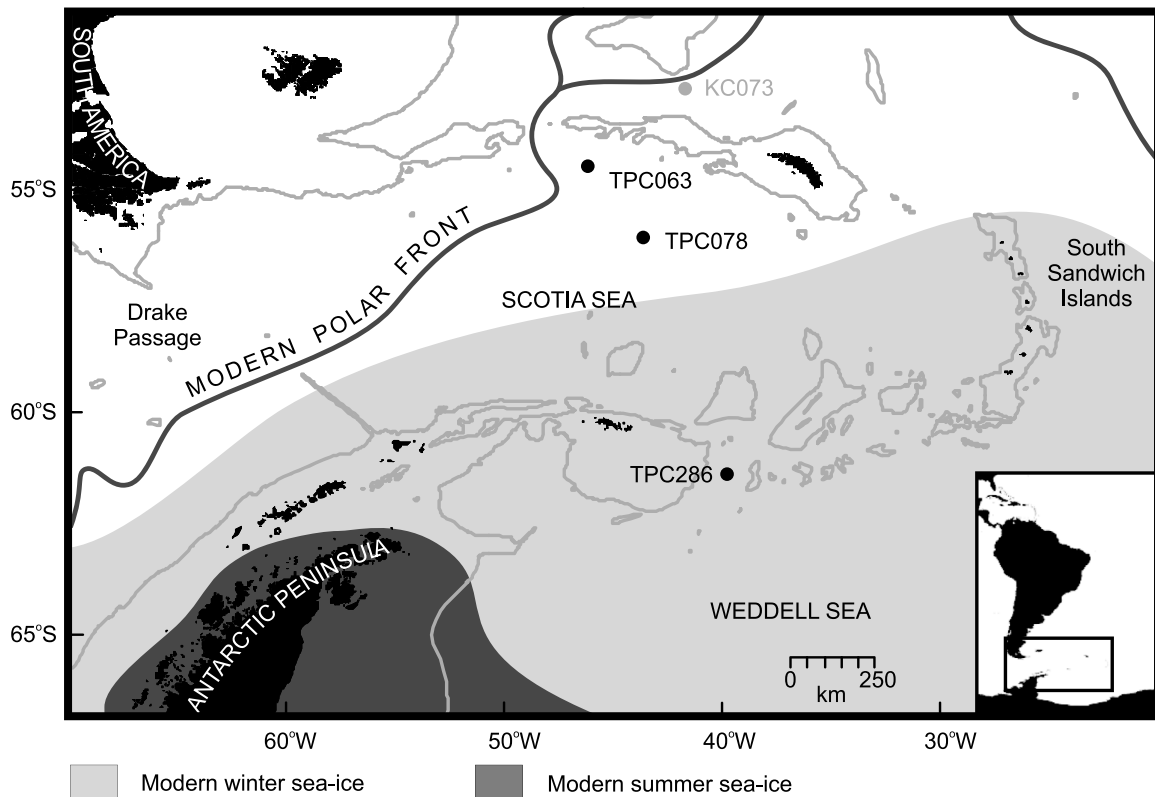 SOUTH AMERICA
KC073
TPC063
55°S
TPC078
MODERN POLAR FRONT
South
Sandwich
Islands
SCOTIA SEA
Drake
Passage
60°S
TPC286
ANTARCTIC PENINSULA
WEDDELL SEA
65°S
0 250
km
60°W 50°W 40°W 30°W
Modern winter sea-ice Modern summer sea-ice